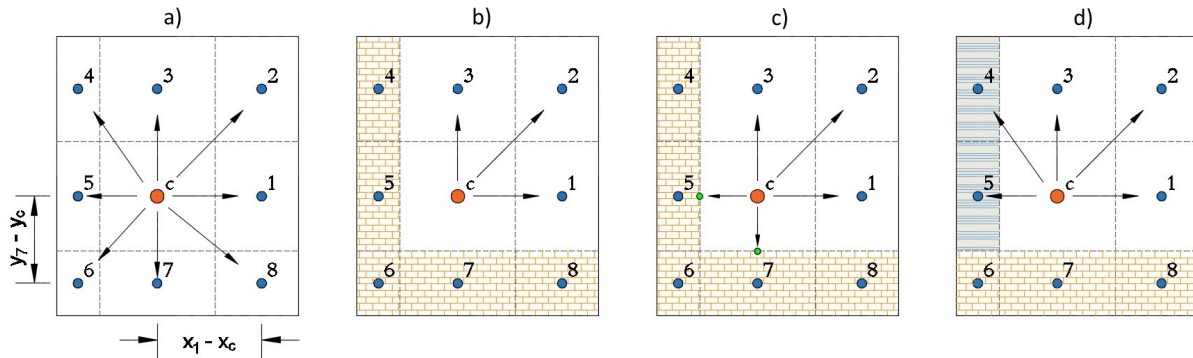 a) b) c) d)
4 3 2 4 3 2 4 3 2 4 3 2
5 c 1 5 c 1 5 c 1 5 c 1
y7 - yc
6 7 8 6 7 8 6 7 8 6 7 8
x1 - xc